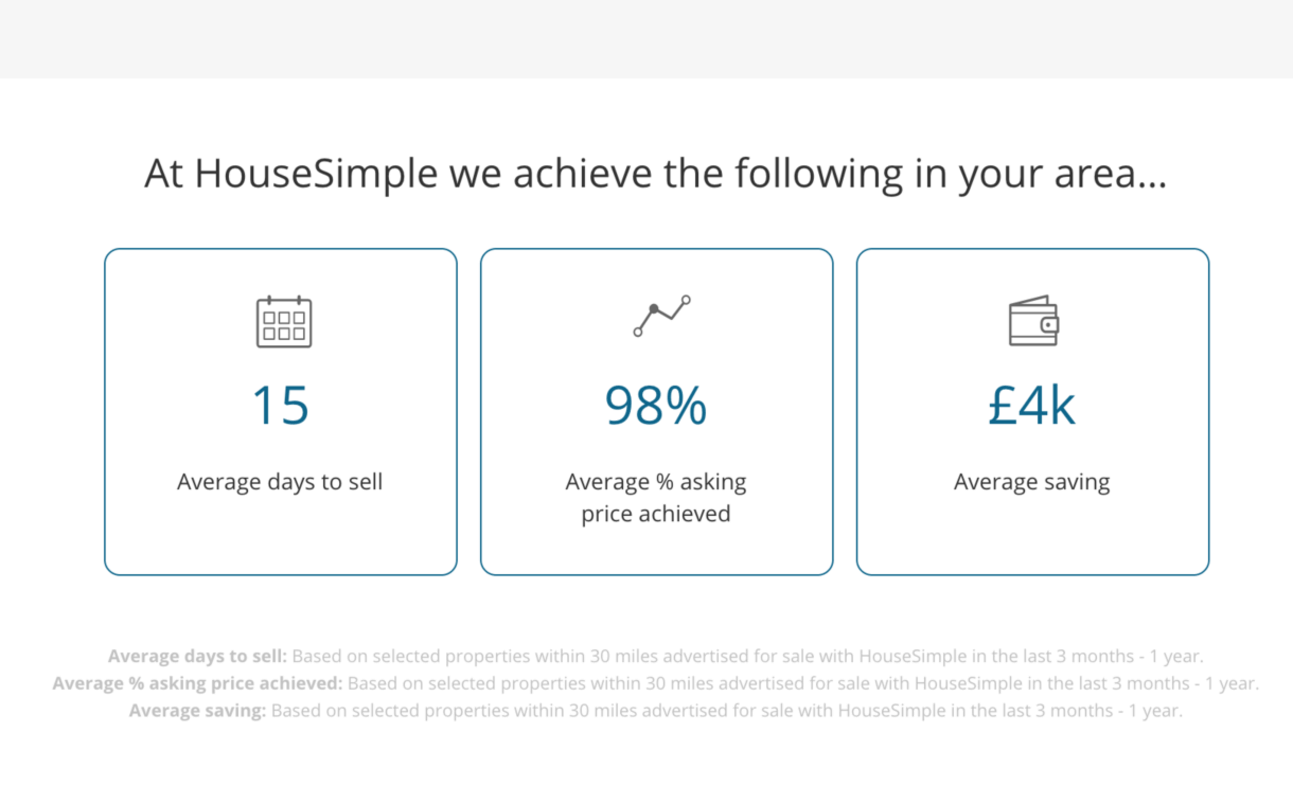 At HouseSimple we achieve the following in your area...
15
Average days to sell
98%
Average % asking
price achieved
£4k
Average saving
Average days to sell: Based on selected properties within 30 miles advertised for sale with HouseSimple in the last 3 months - 1 year.
Average % asking price achieved: Based on selected properties within 30 miles advertised for sale with HouseSimple in the last 3 months - 1 year.
Average saving: Based on selected properties within 30 miles advertised for sale with HouseSimple in the last 3 months - 1 year.